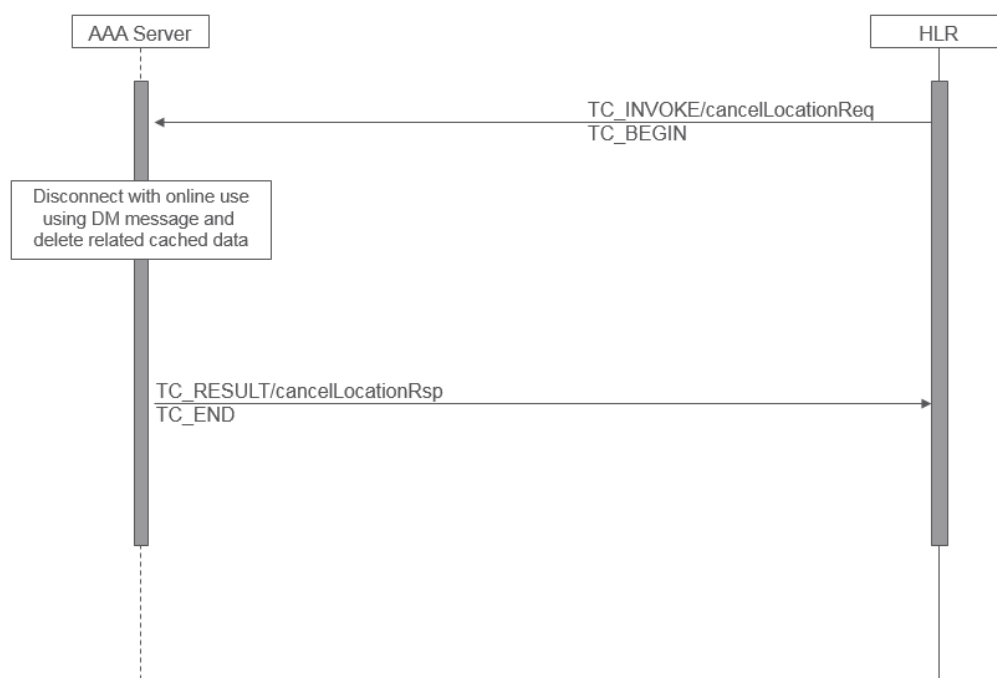 AAA Server
HLR
TC_INVOKE/cancelLocationReq
TC_BEGIN
Disconnect with online use
using DM message and
delete related cached data
TC_RESULT/cancelLocationRsp
TC_END